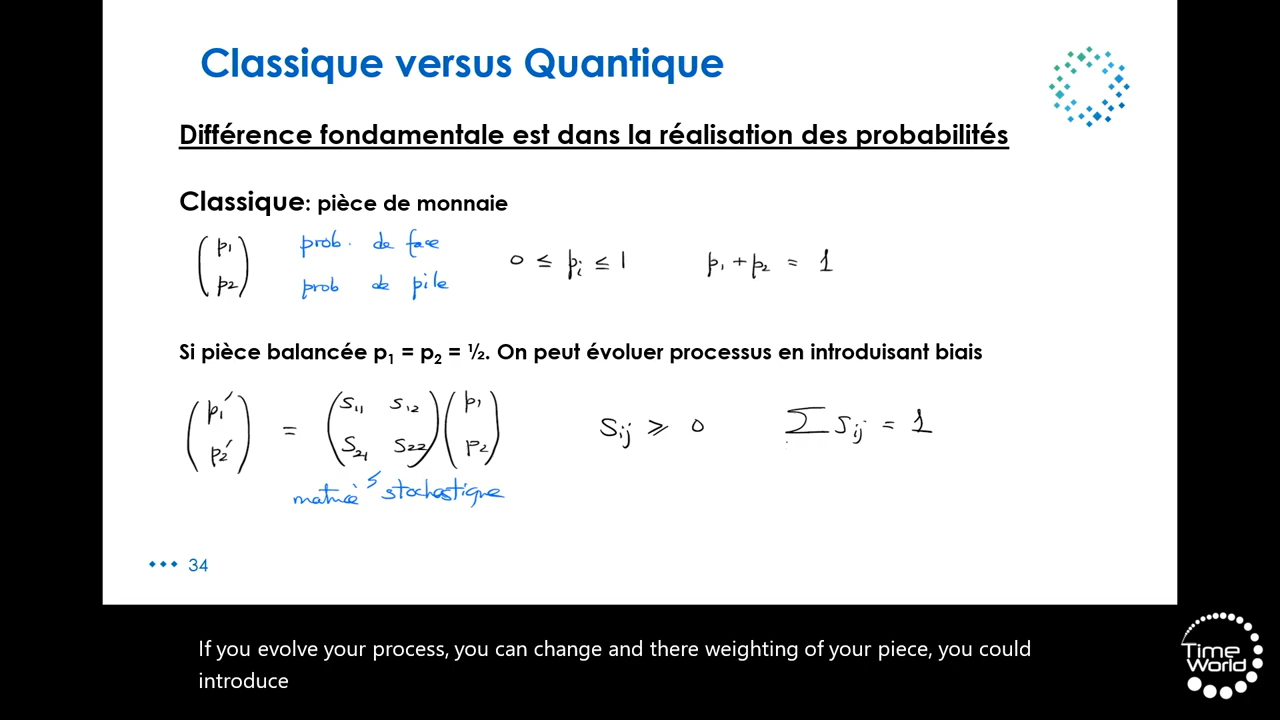 Classique versus Quantique
Différence fondamentale est dans la réalisation des probabilités
Classique: pièce de monnaie
(p1 p2) prob. de face 0 ≤ pi ≤ 1 p1 + p2 = 1
prob de pile
Si pièce balancée p1 = p2 = ½. On peut évoluer processus en introduisant biais
(p1′ p2′) = (S11 S12 S21 S22) (p1 p2) Sij ⩾ 0 ∑ Sij = 1
matrice S stochastique
34
If you evolve your process, you can change and there weighting of your piece, you could
introduce
Time
World